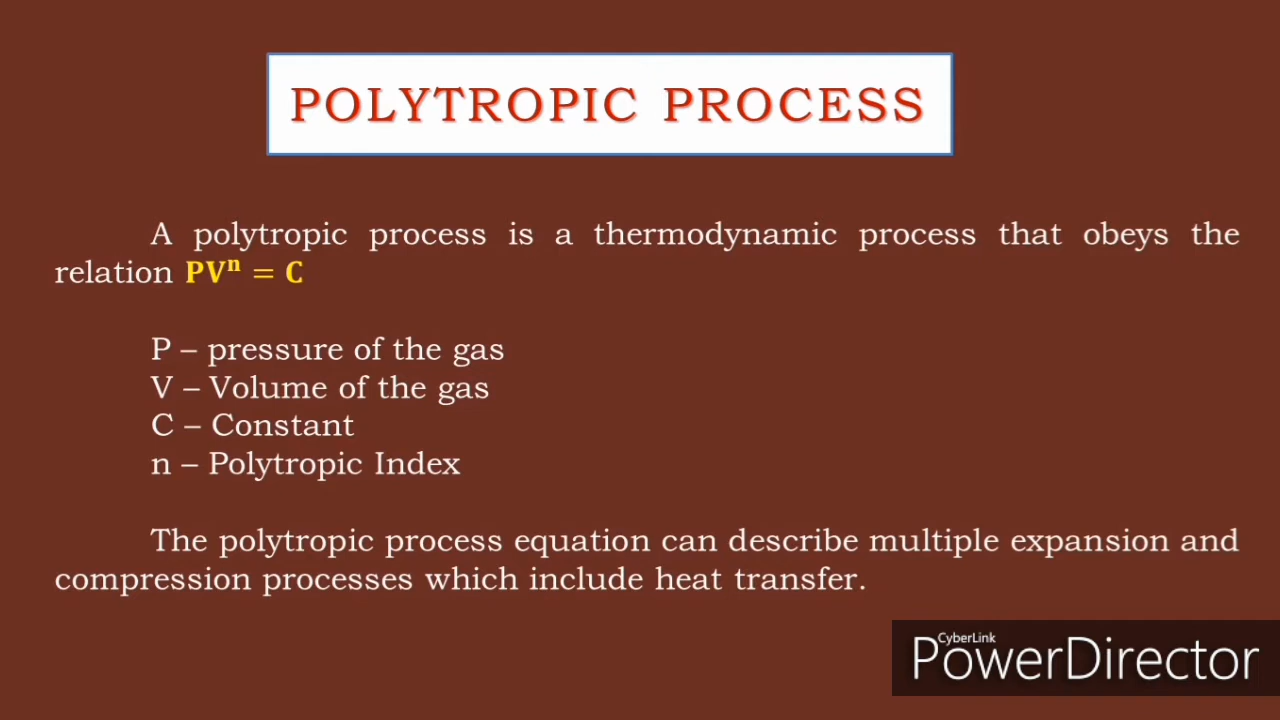 POLYTROPIC PROCESS
A polytropic process is a thermodynamic process that obeys the
relation PVⁿ = C
P – pressure of the gas
V – Volume of the gas
C – Constant
n – Polytropic Index
The polytropic process equation can describe multiple expansion and
compression processes which include heat transfer.
CyberLink
PowerDirector